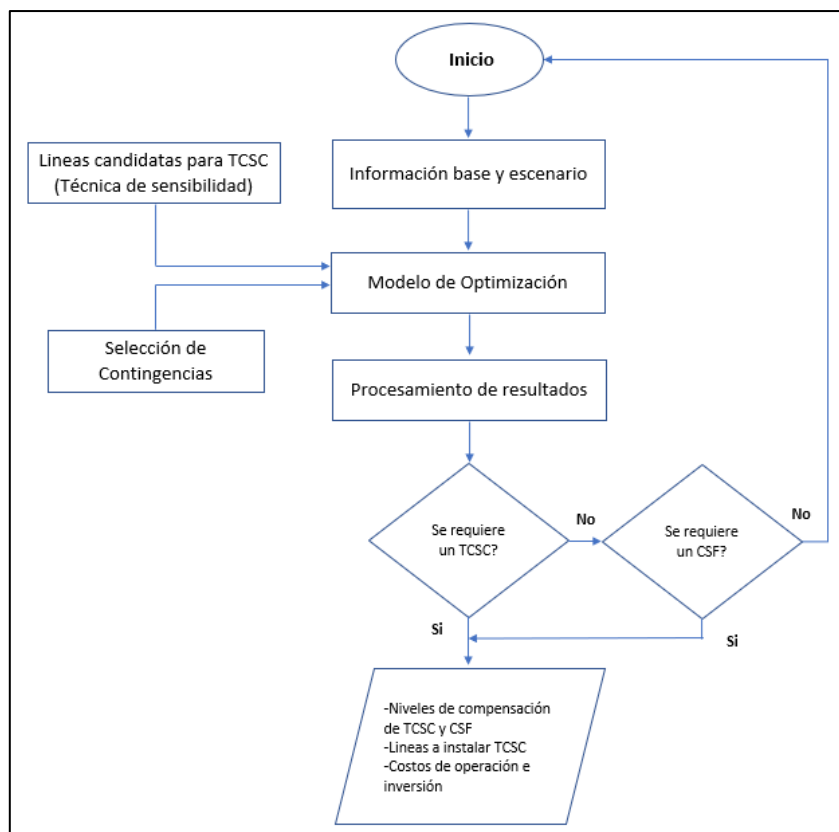 Inicio
Información base y escenario
Lineas candidatas para TCSC
(Técnica de sensibilidad)
Modelo de Optimización
Selección de
Contingencias
Procesamiento de resultados
Se requiere
un TCSC?
No
Se requiere
un CSF?
No
Si
Si
-Niveles de compensación
de TCSC y CSF
-Lineas a instalar TCSC
-Costos de operación e
inversión